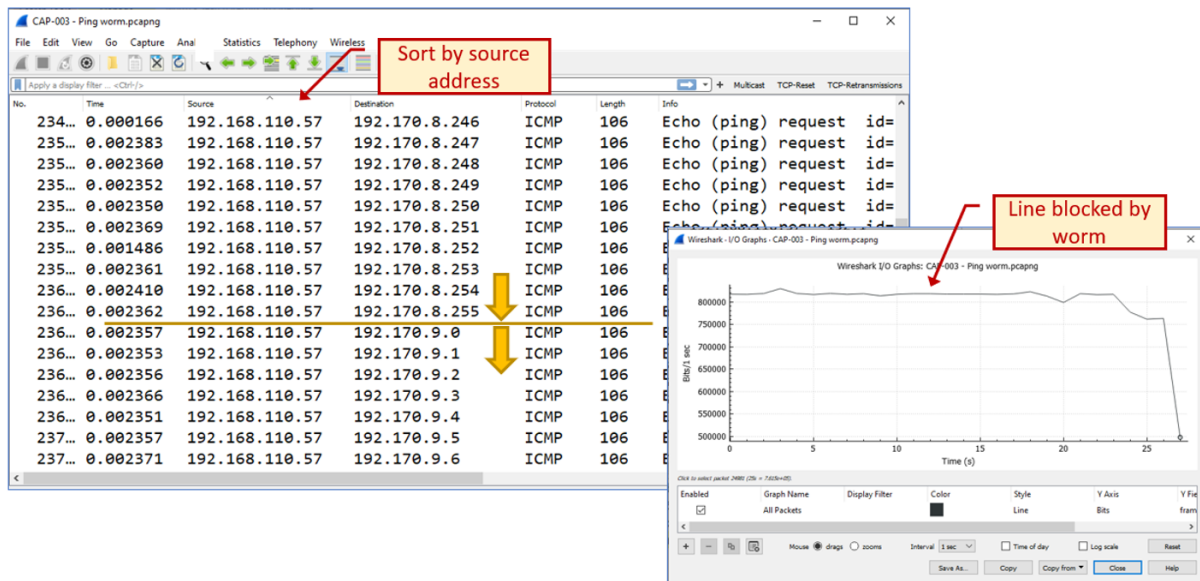 CAP-003 - Ping worm.pcapng
File Edit View Go Capture Anal Statistics Telephony Wireless
Sort by source
address
Apply a display filter ... <Ctrl-/>
+ Multicast TCP-Reset TCP-Retransmissions
No. Time Source Destination Protocol Length Info
234... 0.000166 192.168.110.57 192.170.8.246 ICMP 106 Echo (ping) request id=
235... 0.002383 192.168.110.57 192.170.8.247 ICMP 106 Echo (ping) request id=
235... 0.002360 192.168.110.57 192.170.8.248 ICMP 106 Echo (ping) request id=
235... 0.002352 192.168.110.57 192.170.8.249 ICMP 106 Echo (ping) request id=
235... 0.002350 192.168.110.57 192.170.8.250 ICMP 106 Echo (ping) request id=
235... 0.002369 192.168.110.57 192.170.8.251 ICMP 106 Echo (ping) request id=
235... 0.001486 192.168.110.57 192.170.8.252 ICMP 106
235... 0.002361 192.168.110.57 192.170.8.253 ICMP 106
236... 0.002410 192.168.110.57 192.170.8.254 ICMP 106
236... 0.002362 192.168.110.57 192.170.8.255 ICMP 106
236... 0.002357 192.168.110.57 192.170.9.0 ICMP 106
236... 0.002353 192.168.110.57 192.170.9.1 ICMP 106
236... 0.002356 192.168.110.57 192.170.9.2 ICMP 106
236... 0.002366 192.168.110.57 192.170.9.3 ICMP 106
236... 0.002351 192.168.110.57 192.170.9.4 ICMP 106
237... 0.002357 192.168.110.57 192.170.9.5 ICMP 106
237... 0.002371 192.168.110.57 192.170.9.6 ICMP 106
Line blocked by
worm
Wireshark · I/O Graphs · CAP-003 - Ping worm.pcapng
Wireshark I/O Graphs: CAP-003 - Ping worm.pcapng
Bits/1 sec
800000
750000
700000
650000
600000
550000
500000
0 5 10 15 20 25
Time (s)
Click to select packet 24981 (25s = 7.615e+05).
Enabled Graph Name Display Filter Color Style Y Axis Y Fie
All Packets Line Bits fram
+ − Mouse drags zooms Interval 1 sec Time of day Log scale Reset
Save As... Copy Copy from Close Help